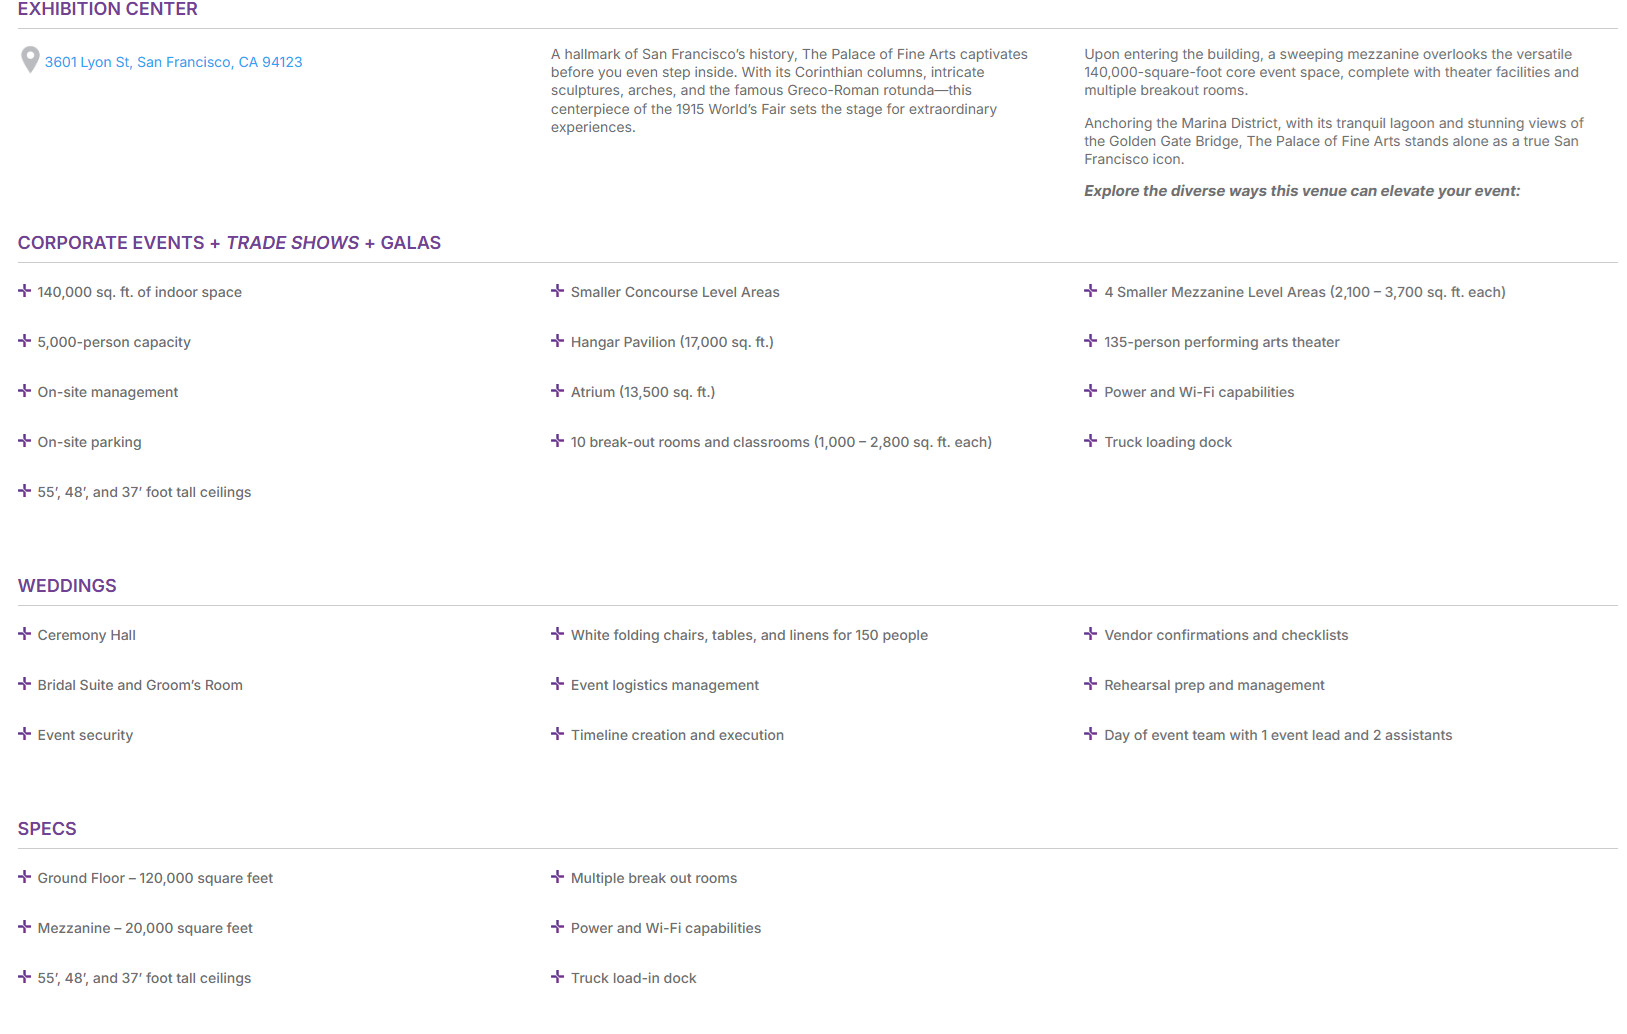 EXHIBITION CENTER
3601 Lyon St, San Francisco, CA 94123
A hallmark of San Francisco’s history, The Palace of Fine Arts captivates
before you even step inside. With its Corinthian columns, intricate
sculptures, arches, and the famous Greco-Roman rotunda—this
centerpiece of the 1915 World’s Fair sets the stage for extraordinary
experiences.
Upon entering the building, a sweeping mezzanine overlooks the versatile
140,000-square-foot core event space, complete with theater facilities and
multiple breakout rooms.
Anchoring the Marina District, with its tranquil lagoon and stunning views of
the Golden Gate Bridge, The Palace of Fine Arts stands alone as a true San
Francisco icon.
Explore the diverse ways this venue can elevate your event:
CORPORATE EVENTS + TRADE SHOWS + GALAS
140,000 sq. ft. of indoor space
5,000-person capacity
On-site management
On-site parking
55’, 48’, and 37’ foot tall ceilings
Smaller Concourse Level Areas
Hangar Pavilion (17,000 sq. ft.)
Atrium (13,500 sq. ft.)
10 break-out rooms and classrooms (1,000 – 2,800 sq. ft. each)
4 Smaller Mezzanine Level Areas (2,100 – 3,700 sq. ft. each)
135-person performing arts theater
Power and Wi-Fi capabilities
Truck loading dock
WEDDINGS
Ceremony Hall
Bridal Suite and Groom’s Room
Event security
White folding chairs, tables, and linens for 150 people
Event logistics management
Timeline creation and execution
Vendor confirmations and checklists
Rehearsal prep and management
Day of event team with 1 event lead and 2 assistants
SPECS
Ground Floor – 120,000 square feet
Mezzanine – 20,000 square feet
55’, 48’, and 37’ foot tall ceilings
Multiple break out rooms
Power and Wi-Fi capabilities
Truck load-in dock